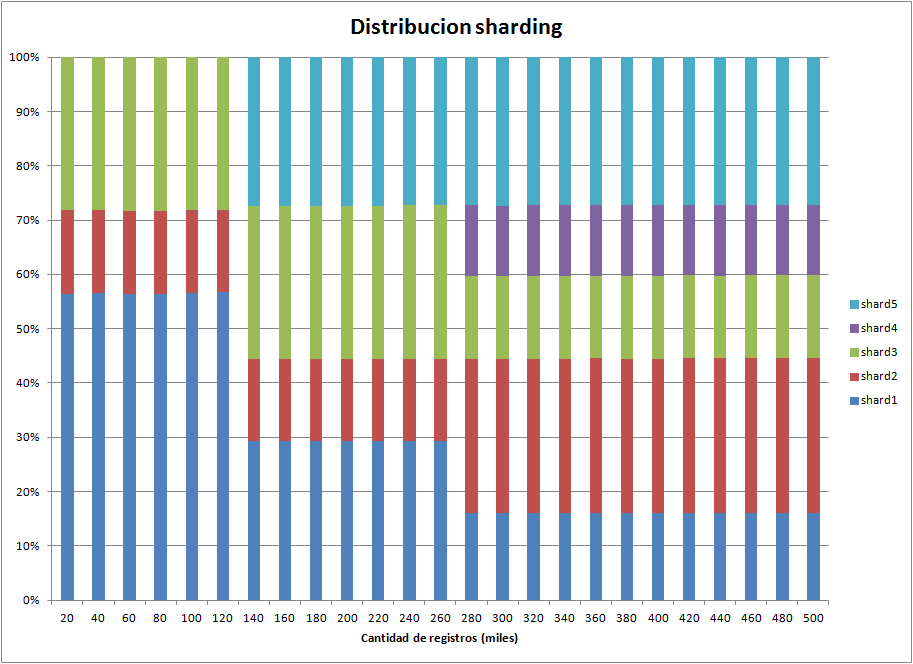 Distribucion sharding
100%
90%
80%
70%
60%
50%
40%
30%
20%
10%
0%
shard5
shard4
shard3
shard2
shard1
20 40 60 80 100 120 140 160 180 200 220 240 260 280 300 320 340 360 380 400 420 440 460 480 500
Cantidad de registros (miles)